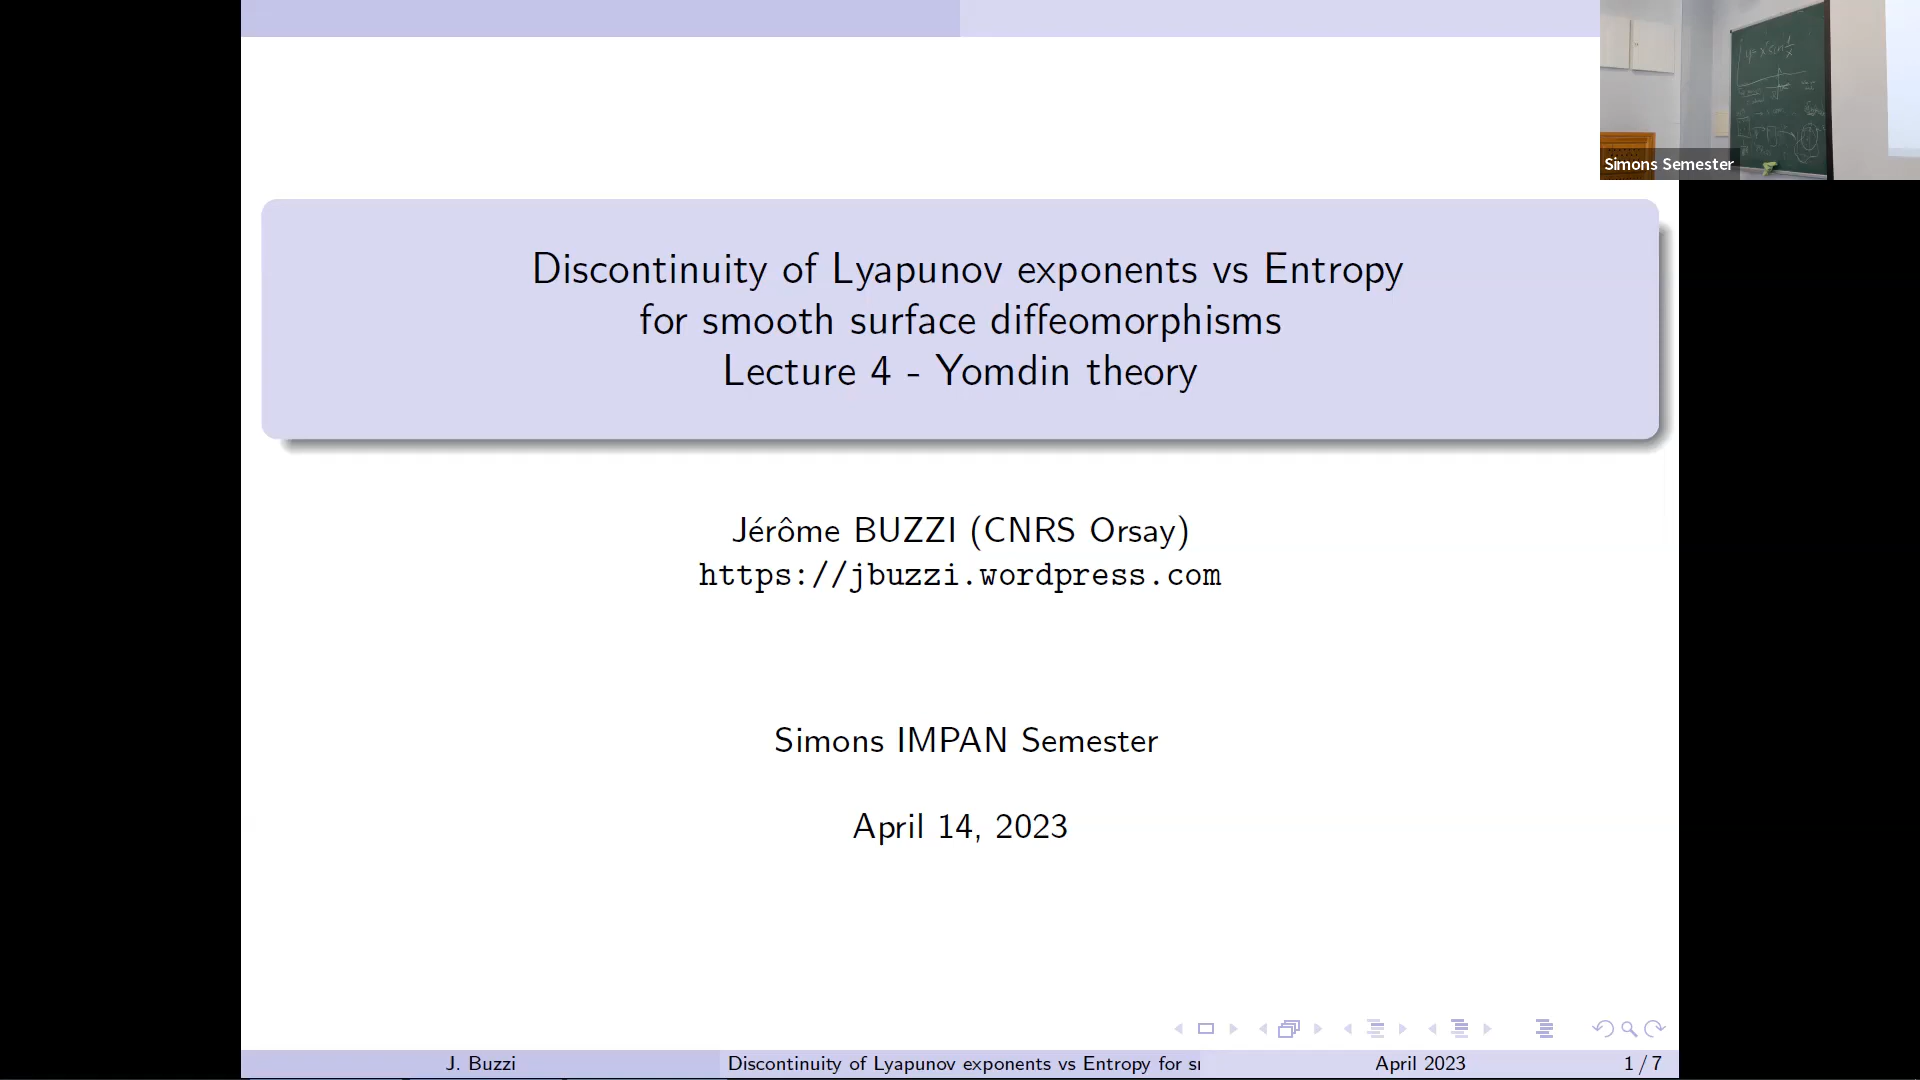 Discontinuity of Lyapunov exponents vs Entropy
for smooth surface diffeomorphisms
Lecture 4 - Yomdin theory
Jérôme BUZZI (CNRS Orsay)
https://jbuzzi.wordpress.com
Simons IMPAN Semester
April 14, 2023
J. Buzzi
Discontinuity of Lyapunov exponents vs Entropy for s
April 2023
1 / 7
Simons Semester